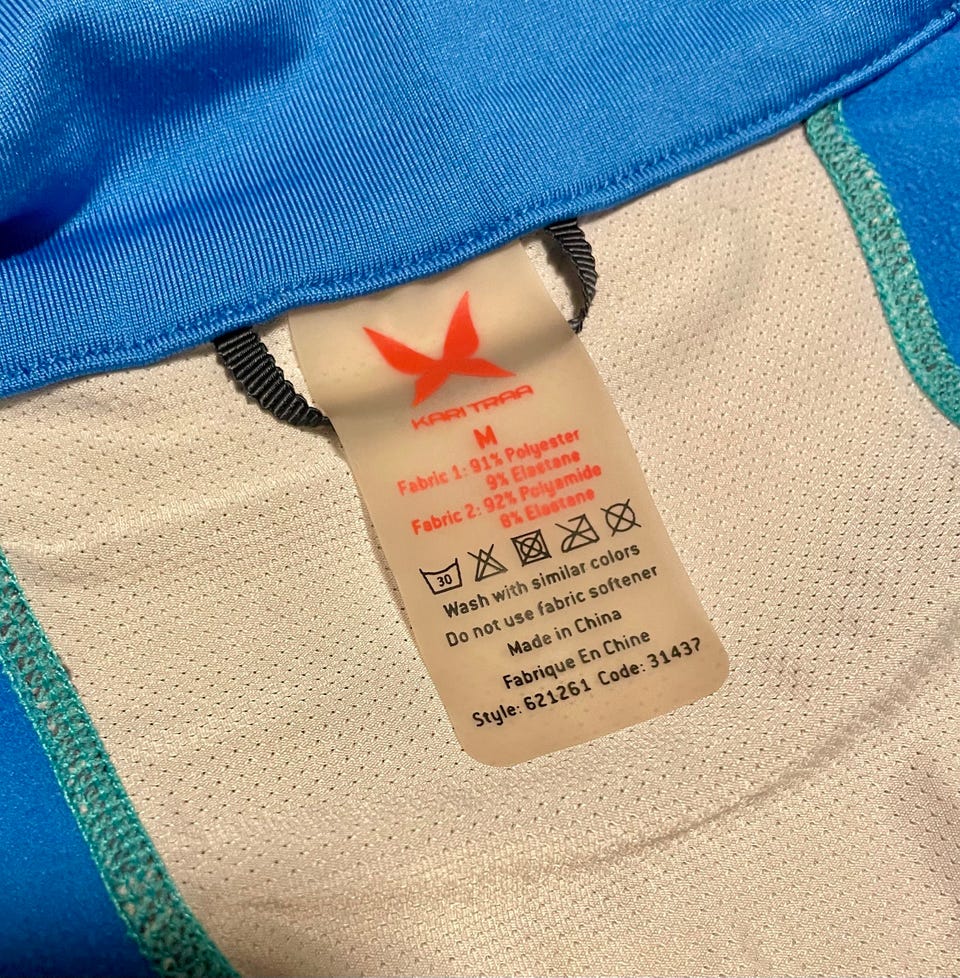 KARI TRAA
M
Fabric 1: 91% Polyester
9% Elastane
Fabric 2: 92% Polyamide
8% Elastane
30
Wash with similar colors
Do not use fabric softener
Made in China
Fabrique En Chine
Style: 621261 Code: 31437